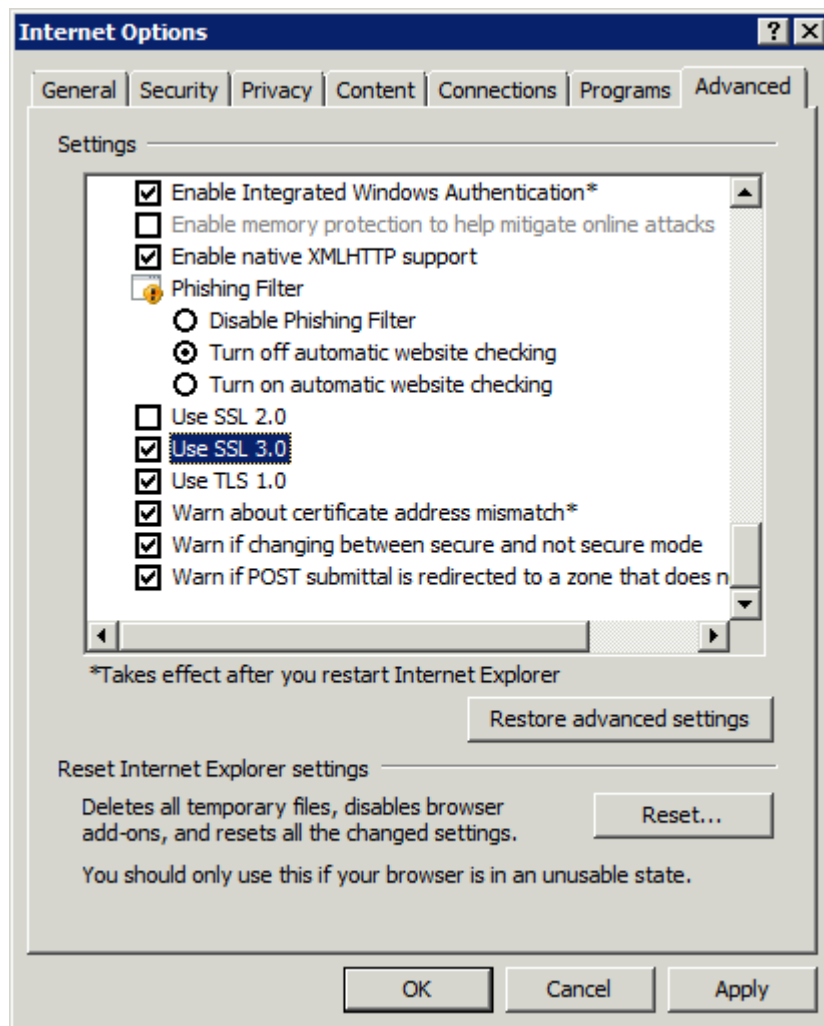 Internet Options
General Security Privacy Content Connections Programs Advanced
Settings
Enable Integrated Windows Authentication*
Enable memory protection to help mitigate online attacks
Enable native XMLHTTP support
Phishing Filter
Disable Phishing Filter
Turn off automatic website checking
Turn on automatic website checking
Use SSL 2.0
Use SSL 3.0
Use TLS 1.0
Warn about certificate address mismatch*
Warn if changing between secure and not secure mode
Warn if POST submittal is redirected to a zone that does n
*Takes effect after you restart Internet Explorer
Restore advanced settings
Reset Internet Explorer settings
Deletes all temporary files, disables browser
add-ons, and resets all the changed settings.
Reset...
You should only use this if your browser is in an unusable state.
OK Cancel Apply